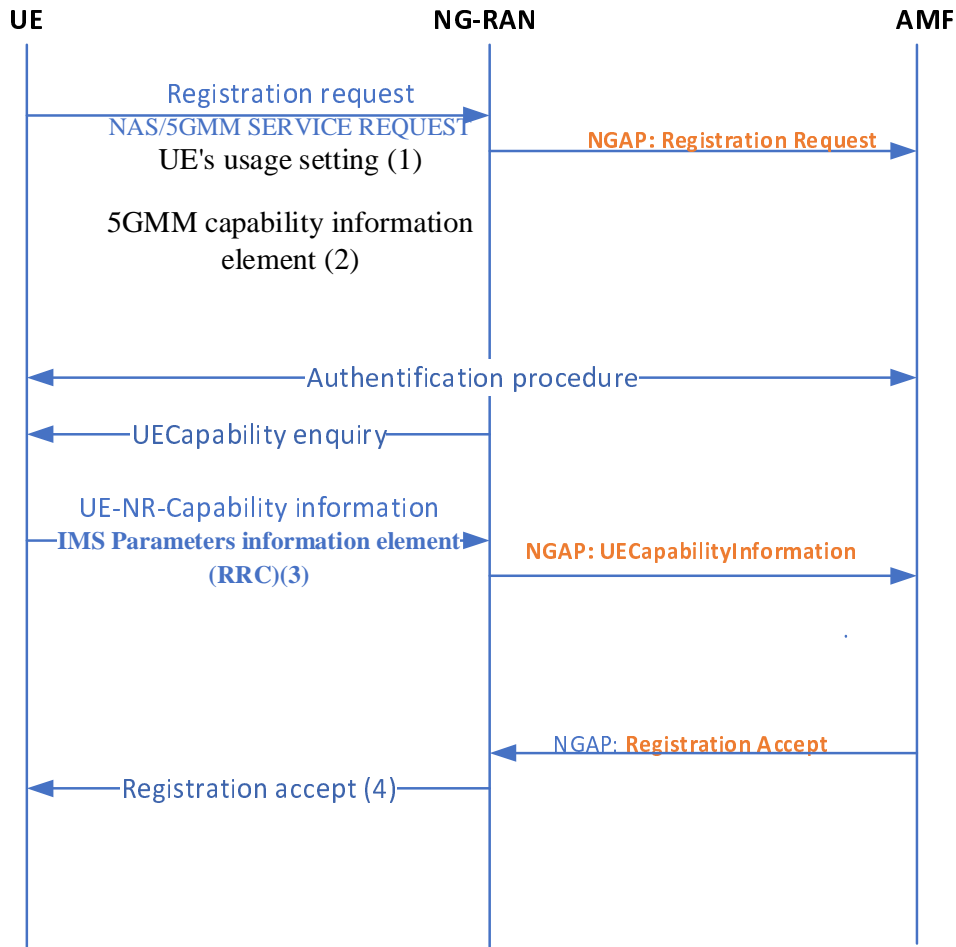 UE
NG-RAN
AMF
Registration request
NAS/5GMM SERVICE REQUEST
NGAP: Registration Request
UE's usage setting (1)
5GMM capability information
element (2)
Authentification procedure
UECapability enquiry
UE-NR-Capability information
IMS Parameters information element
(RRC)(3)
NGAP: UECapabilityInformation
.
NGAP: Registration Accept
Registration accept (4)